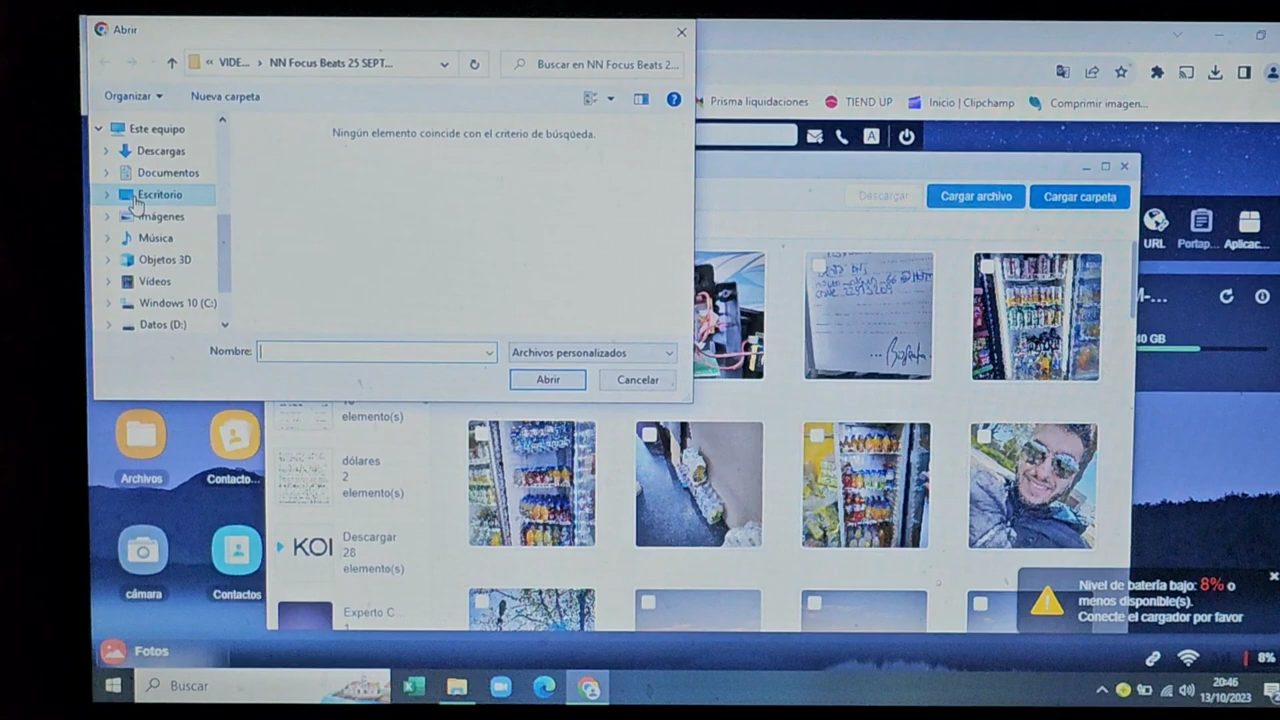 Abrir
« VIDE... > NN Focus Beats 25 SEPT...
Buscar en NN Focus Beats 2...
Organizar
Nueva carpeta
Este equipo
Descargas
Documentos
Escritorio
Imágenes
Música
Objetos 3D
Vídeos
Windows 10 (C:)
Datos (D:)
Ningún elemento coincide con el criterio de búsqueda.
Nombre:
Archivos personalizados
Abrir
Cancelar
Prisma liquidaciones
TIEND UP
Inicio | Clipchamp
Comprimir imagen...
A
Descargar
Cargar archivo
Cargar carpeta
URL
Portap...
Aplicac...
40 GB
elemento(s)
dólares
2
elemento(s)
KOI
Descargar
28
elemento(s)
Experto C...
1
Archivos
Contacto...
cámara
Contactos
Fotos
Nivel de batería bajo: 8% o
menos disponible(s).
Conecte el cargador por favor
8%
Buscar
20:46
13/10/2023